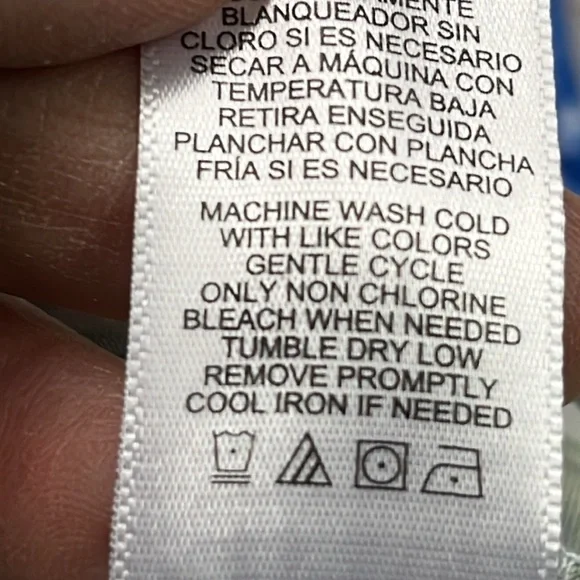 BLANQUEADOR SIN
CLORO SI ES NECESARIO
SECAR A MÁQUINA CON
TEMPERATURA BAJA
RETIRA ENSEGUIDA
PLANCHAR CON PLANCHA
FRÍA SI ES NECESARIO
MACHINE WASH COLD
WITH LIKE COLORS
GENTLE CYCLE
ONLY NON CHLORINE
BLEACH WHEN NEEDED
TUMBLE DRY LOW
REMOVE PROMPTLY
COOL IRON IF NEEDED